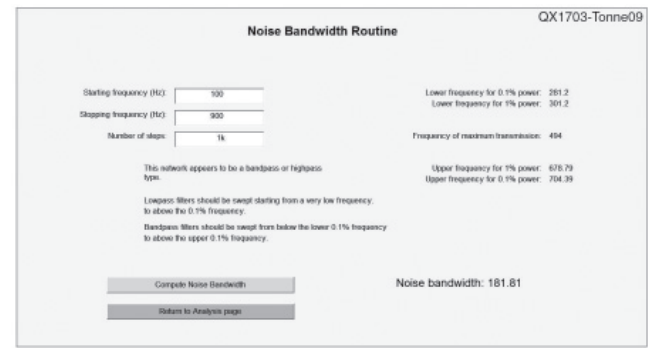 QX1703-Tonne09
Noise Bandwidth Routine
Starting frequency (Hz): 100
Stopping frequency (Hz): 900
Number of steps: 1k
Lower frequency for 0.1% power: 281.2
Lower frequency for 1% power: 301.2
Frequency of maximum transmission: 494
Upper frequency for 1% power: 678.79
Upper frequency for 0.1% power: 704.39
This network appears to be a bandpass or highpass
type.
Lowpass filters should be swept starting from a very low frequency,
to above the 0.1% frequency.
Bandpass filters should be swept from below the lower 0.1% frequency
to above the upper 0.1% frequency.
Compute Noise Bandwidth
Noise bandwidth: 181.81
Return to Analysis page